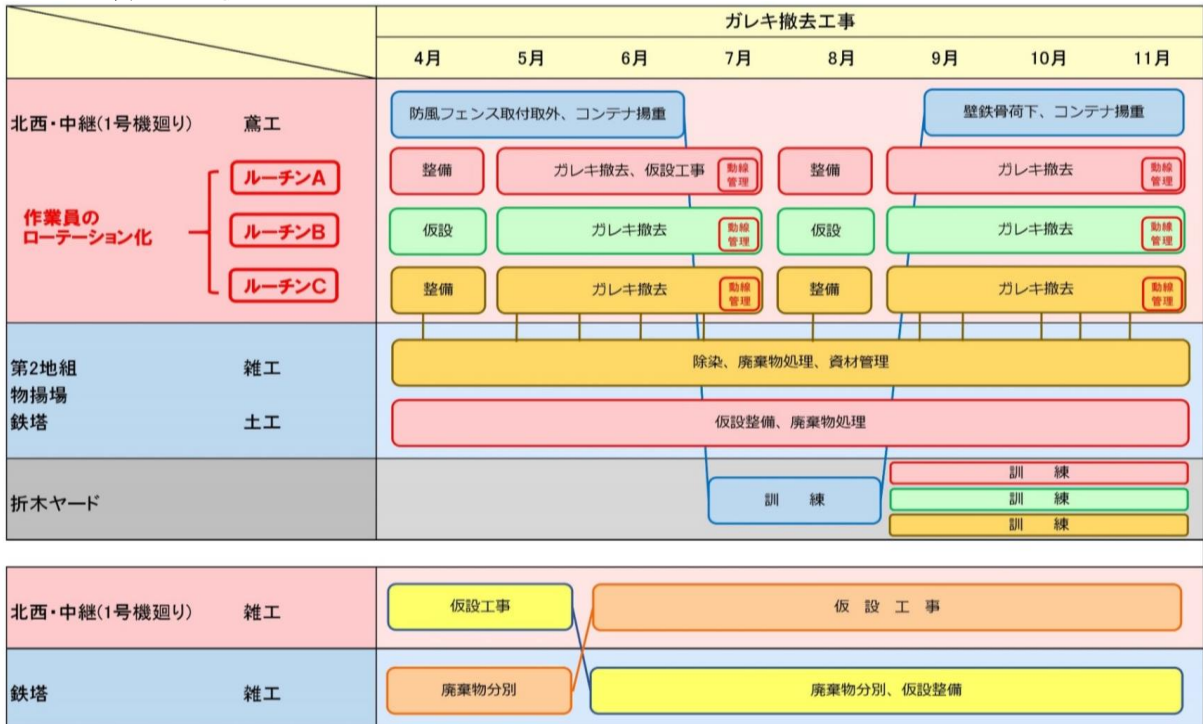 ガレキ撤去工事
4月 5月 6月 7月 8月 9月 10月 11月
北西・中継(1号機廻り) 鳶工
防風フェンス取付取外、コンテナ揚重
壁鉄骨荷下、コンテナ揚重
作業員の
ローテーション化
ルーチンA
整備
ガレキ撤去、仮設工事
動線
管理
整備
ガレキ撤去
動線
管理
ルーチンB
仮設
ガレキ撤去
動線
管理
仮設
ガレキ撤去
動線
管理
ルーチンC
整備
ガレキ撤去
動線
管理
整備
ガレキ撤去
動線
管理
第2地組 雑工
物揚場
鉄塔 土工
除染、廃棄物処理、資材管理
仮設整備、廃棄物処理
折木ヤード
訓 練
訓 練
訓 練
訓 練
北西・中継(1号機廻り) 雑工
仮設工事
仮 設 工 事
鉄塔 雑工
廃棄物分別
廃棄物分別、仮設整備